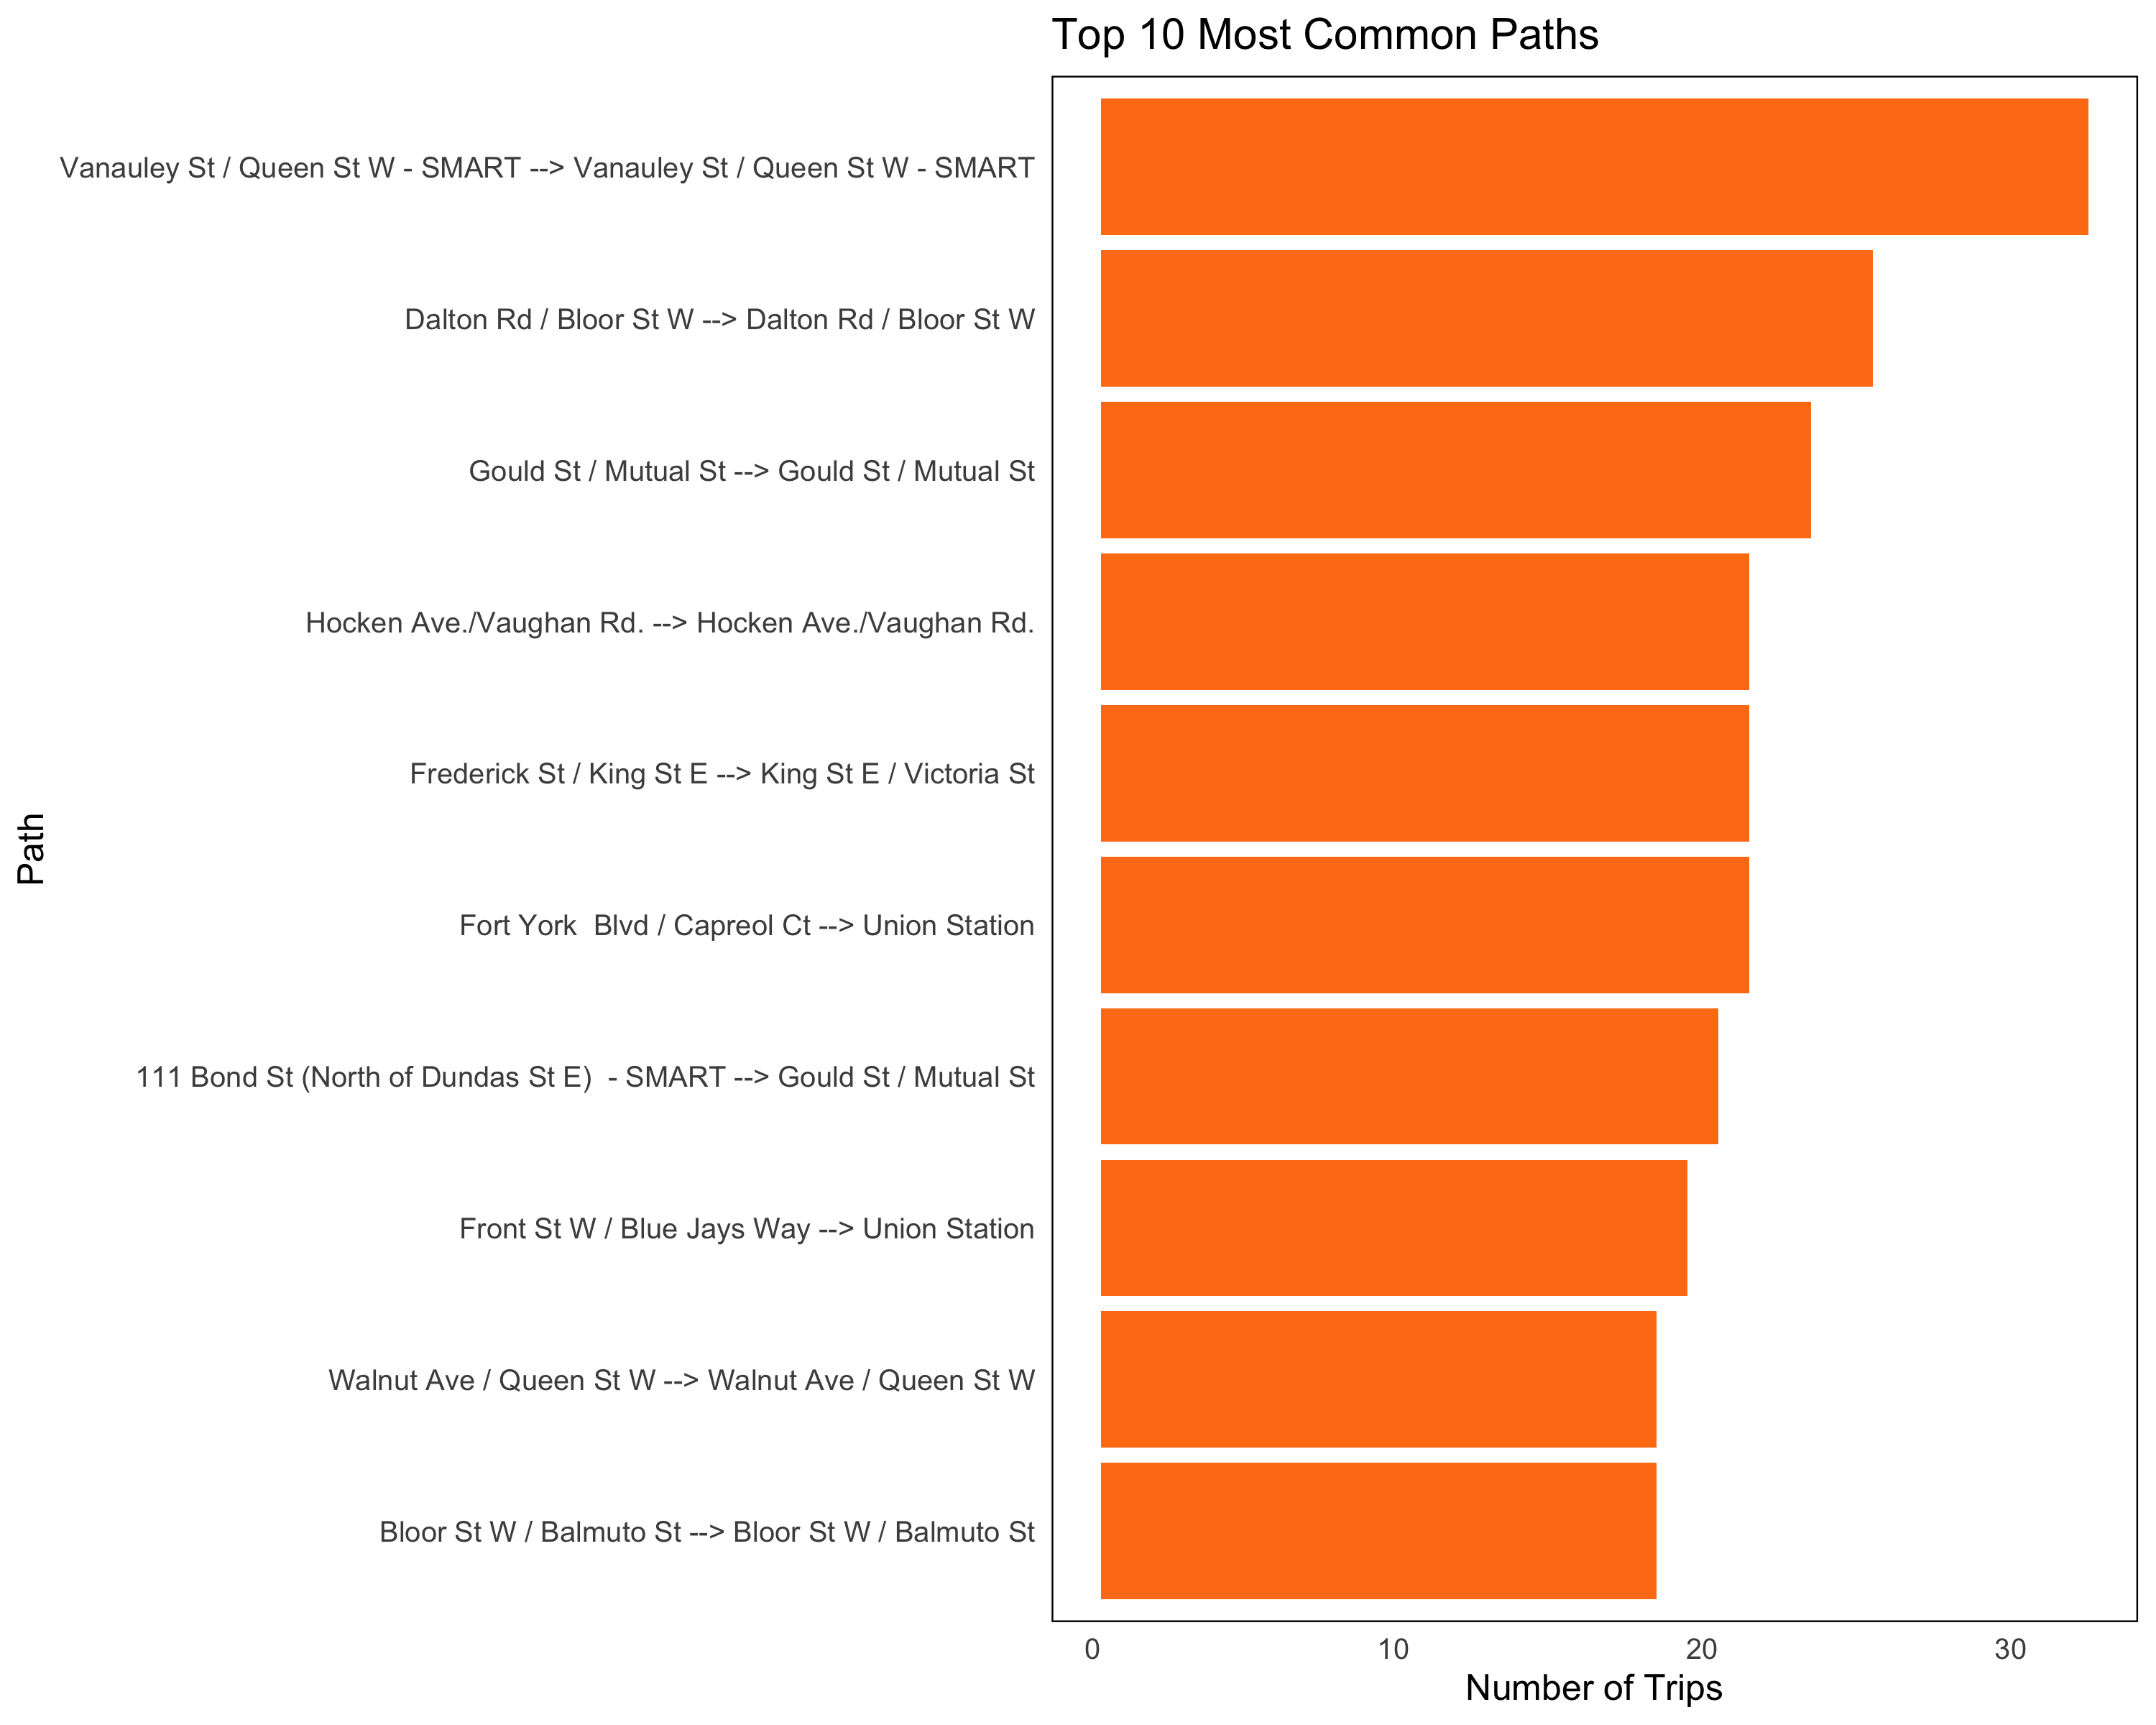 Top 10 Most Common Paths
Vanauley St / Queen St W - SMART --> Vanauley St / Queen St W - SMART
Dalton Rd / Bloor St W --> Dalton Rd / Bloor St W
Gould St / Mutual St --> Gould St / Mutual St
Hocken Ave./Vaughan Rd. --> Hocken Ave./Vaughan Rd.
Frederick St / King St E --> King St E / Victoria St
Path
Fort York  Blvd / Capreol Ct --> Union Station
111 Bond St (North of Dundas St E)  - SMART --> Gould St / Mutual St
Front St W / Blue Jays Way --> Union Station
Walnut Ave / Queen St W --> Walnut Ave / Queen St W
Bloor St W / Balmuto St --> Bloor St W / Balmuto St
0 10 20 30
Number of Trips